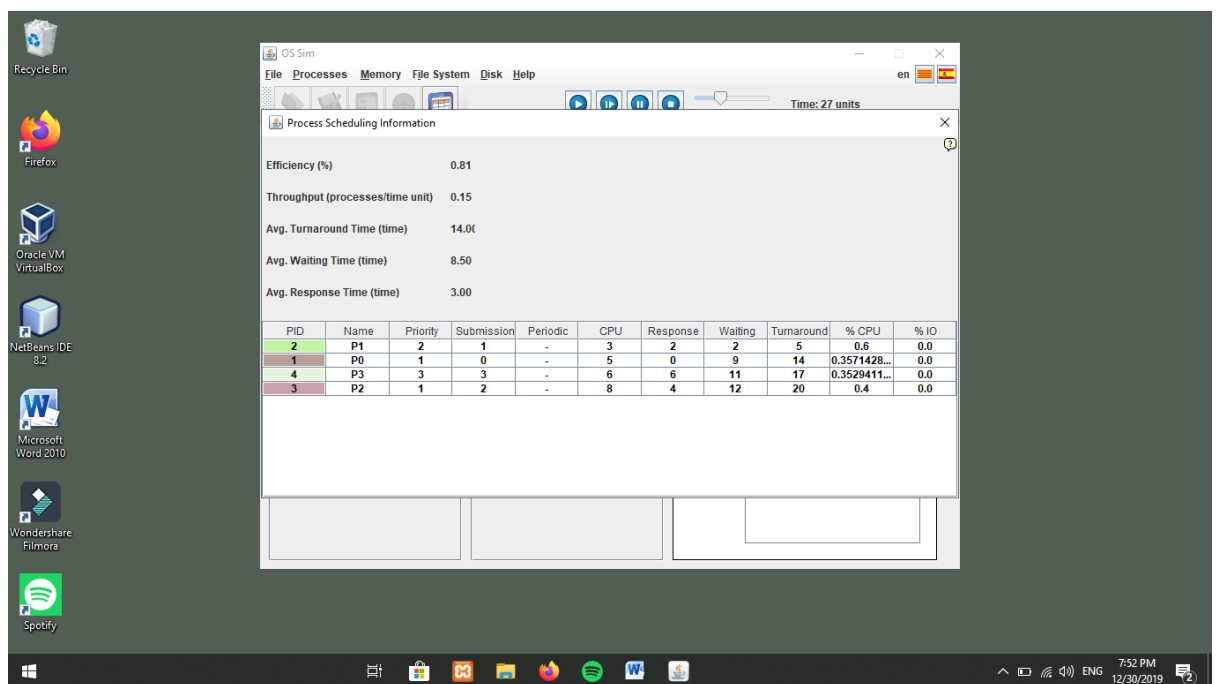 Recycle Bin
Firefox
Oracle VM
VirtualBox
NetBeans IDE
8.2
Microsoft
Word 2010
Wondershare
Filmora
Spotify
OS Sim
File Processes Memory File System Disk Help en
Time: 27 units
Process Scheduling Information
Efficiency (%) 0.81
Throughput (processes/time unit) 0.15
Avg. Turnaround Time (time) 14.00
Avg. Waiting Time (time) 8.50
Avg. Response Time (time) 3.00
PID Name Priority Submission Periodic CPU Response Waiting Turnaround % CPU % IO
2 P1 2 1 - 3 2 2 5 0.6 0.0
1 P0 1 0 - 5 0 9 14 0.3571428... 0.0
4 P3 3 3 - 6 6 11 17 0.3529411... 0.0
3 P2 1 2 - 8 4 12 20 0.4 0.0
ENG 7:52 PM
12/30/2019
2